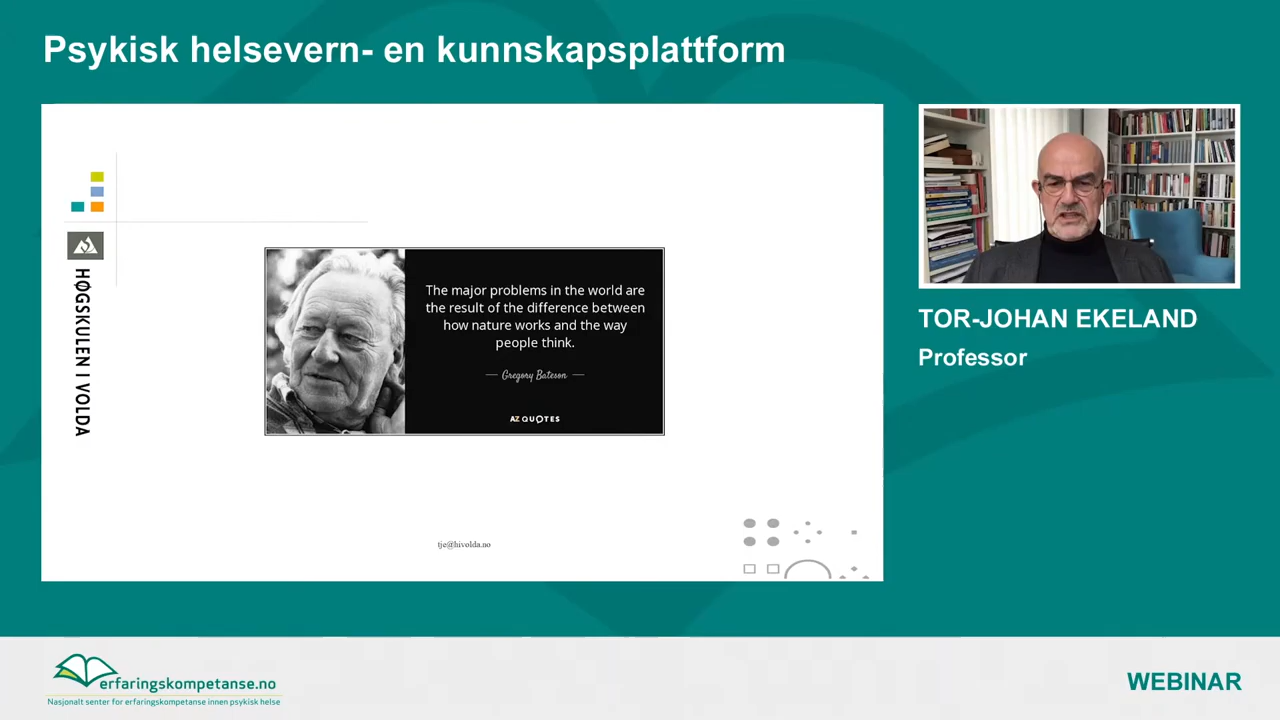 Psykisk helsevern- en kunnskapsplattform
HØGSKULEN I VOLDA
The major problems in the world are
the result of the difference between
how nature works and the way
people think.
Gregory Bateson
AZ QUOTES
tje@hivolda.no
TOR-JOHAN EKELAND
Professor
erfaringskompetanse.no
Nasjonalt senter for erfaringskompetanse innen psykisk helse
WEBINAR